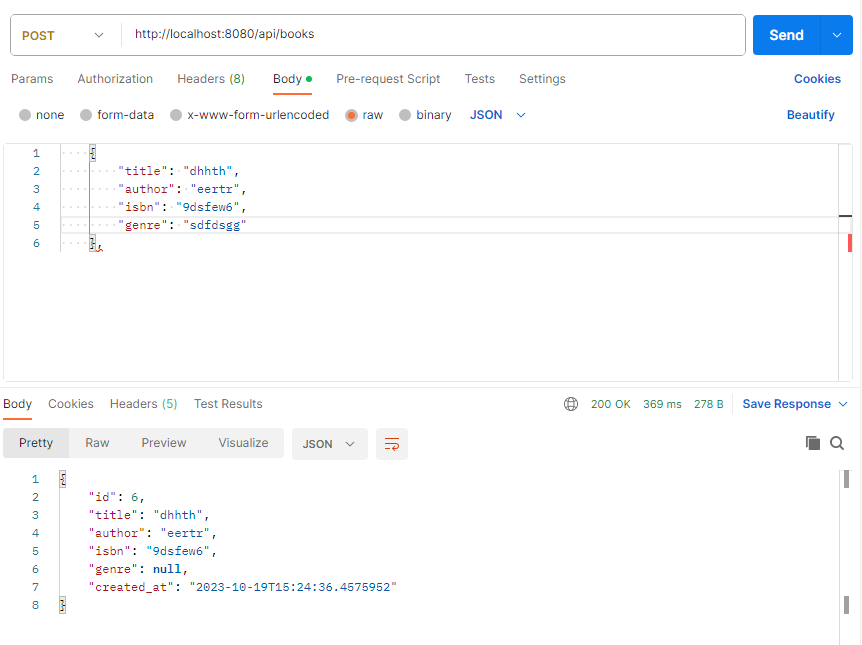 POST http://localhost:8080/api/books Send
Params Authorization Headers (8) Body Pre-request Script Tests Settings Cookies
none form-data x-www-form-urlencoded raw binary JSON Beautify
1 {
2 "title": "dhhth",
3 "author": "eertr",
4 "isbn": "9dsfew6",
5 "genre": "sdfdsgg"
6 },
Body Cookies Headers (5) Test Results 200 OK 369 ms 278 B Save Response
Pretty Raw Preview Visualize JSON
1 {
2 "id": 6,
3 "title": "dhhth",
4 "author": "eertr",
5 "isbn": "9dsfew6",
6 "genre": null,
7 "created_at": "2023-10-19T15:24:36.4575952"
8 }